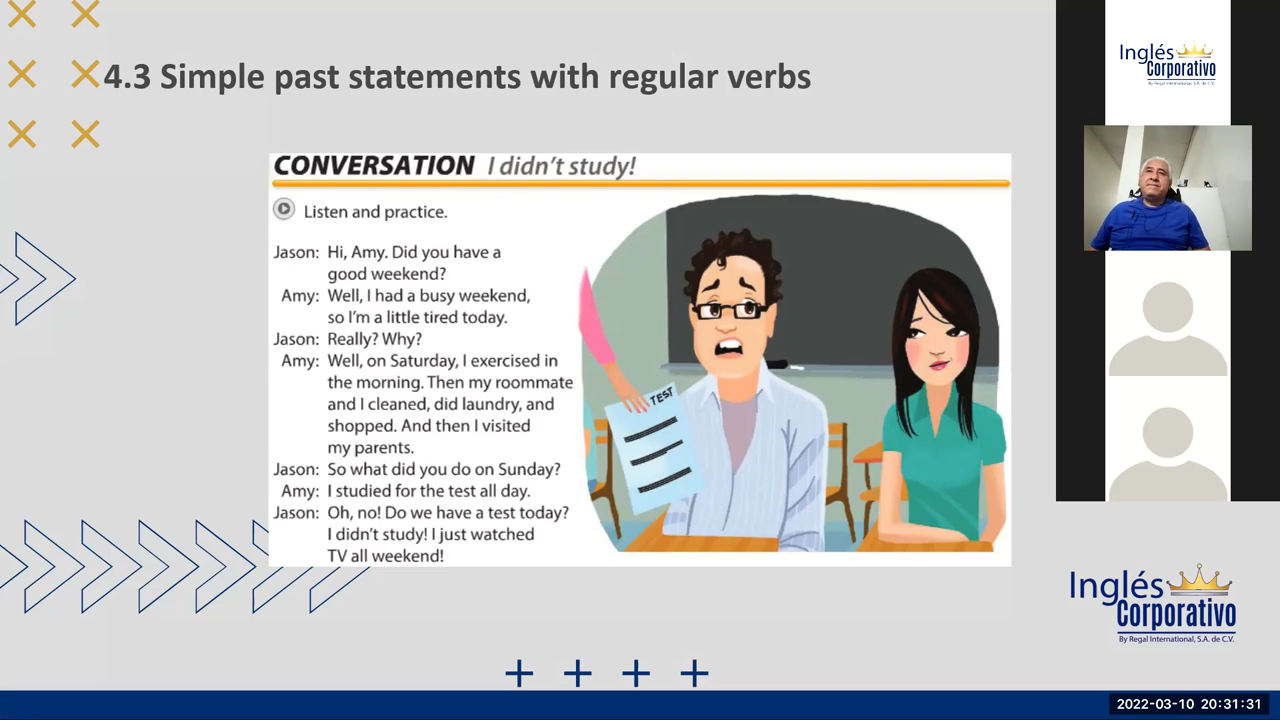 4.3 Simple past statements with regular verbs
CONVERSATION I didn't study!
Listen and practice.
Jason: Hi, Amy. Did you have a
good weekend?
Amy: Well, I had a busy weekend,
so I'm a little tired today.
Jason: Really? Why?
Amy: Well, on Saturday, I exercised in
the morning. Then my roommate
and I cleaned, did laundry, and
shopped. And then I visited
my parents.
Jason: So what did you do on Sunday?
Amy: I studied for the test all day.
Jason: Oh, no! Do we have a test today?
I didn't study! I just watched
TV all weekend!
TEST
Inglés
Corporativo
By Regal International, S.A. de C.V.
Inglés
Corporativo
By Regal International, S.A. de C.V.
2022-03-10 20:31:31